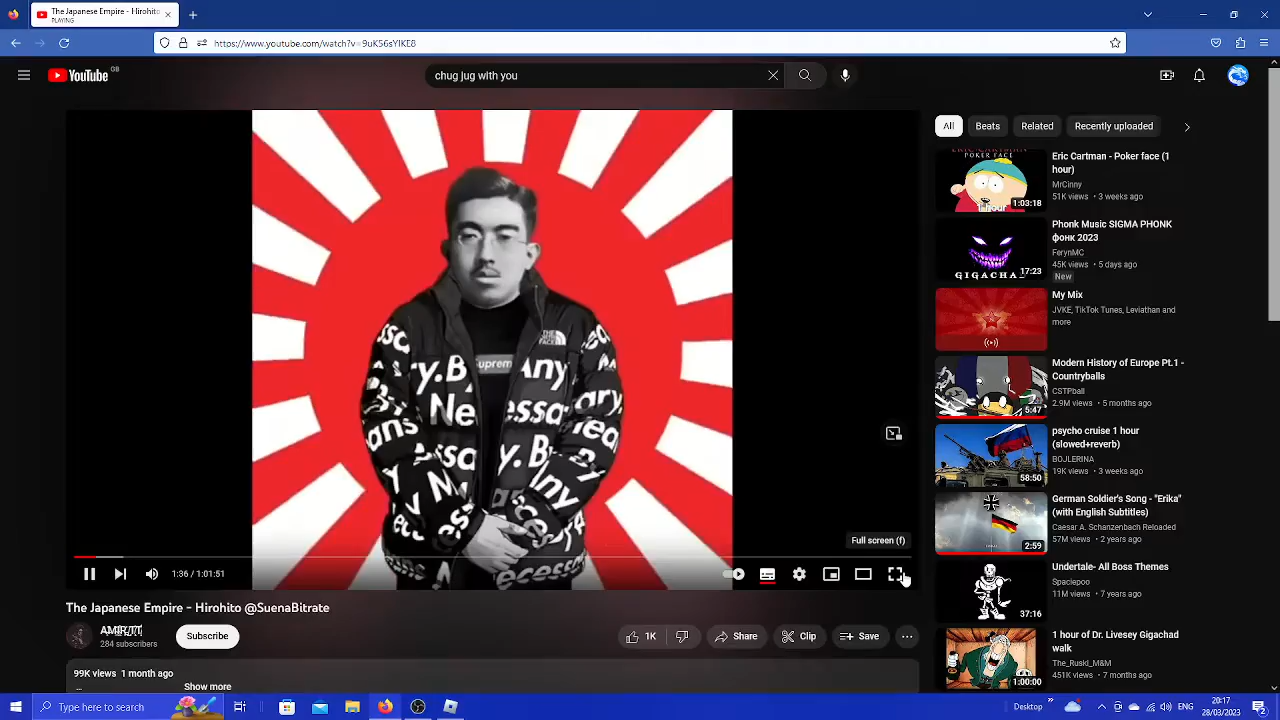 The Japanese Empire - Hirohito
PLAYING
https://www.youtube.com/watch?v=9uK56sYIKE8
YouTube GB
chug jug with you
All
Beats
Related
Recently uploaded
POKER FACE
1:03:18
Eric Cartman - Poker face (1
hour)
MrCinny
51K views • 3 weeks ago
GIGACHA
17:23
Phonk Music SIGMA PHONK
фонк 2023
FerynMC
45K views • 5 days ago
New
My Mix
JVKE, TikTok Tunes, Leviathan and
more
5:47
Modern History of Europe Pt.1 -
Countryballs
CSTPball
2.9M views • 5 months ago
58:50
psycho cruise 1 hour
(slowed+reverb)
BOJLERINA
19K views • 3 weeks ago
2:59
German Soldier's Song - "Erika"
(with English Subtitles)
Caesar A. Schanzenbach Reloaded
57M views • 2 years ago
37:16
Undertale- All Boss Themes
Spaciepoo
11M views • 7 years ago
1:00:00
1 hour of Dr. Livesey Gigachad
walk
The_RuskI_M&M
451K views • 7 months ago
Full screen (f)
1:36 / 1:01:51
The Japanese Empire - Hirohito @SuenaBitrate
284 subscribers
Subscribe
1K
Share
Clip
Save
99K views 1 month ago
...
Show more
Type here to search
Desktop
20:17
28/03/2023